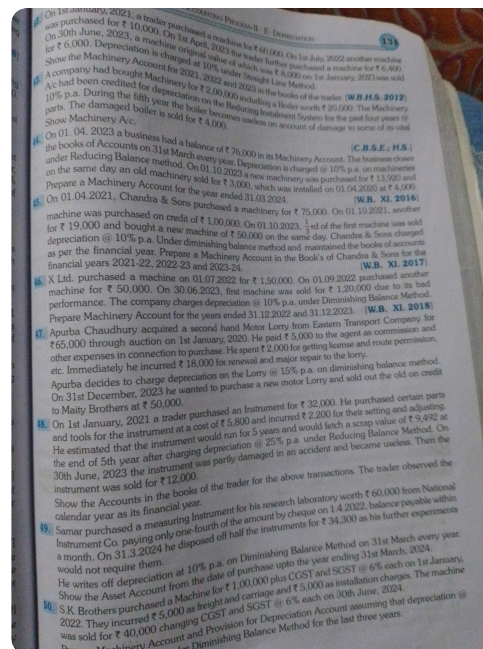 ACCOUNTING PROCESS-II : E. DEPRECIATION
131
On 1st January, 2021, a trader purchased a machine for ₹ 60,000. On 1st July, 2022 another machine
was purchased for ₹ 10,000. On 1st April, 2023 the trader further purchased a machine for ₹ 6,400.
On 30th June, 2023, a machine original value of which was ₹ 8,000 on 1st January, 2021was sold
for ₹ 6,000. Depreciation is charged at 10% under Straight Line Method.
Show the Machinery Account for 2021, 2022 and 2023 in the books of the trader. [W.B.H.S. 2012]
A company had bought Machinery for ₹ 2,00,000 including a Boiler worth ₹ 20,000. The Machinery
A/c had been credited for depreciation on the Reducing Instalment System for the past four years @
10% p.a. During the fifth year the boiler becomes useless on account of damage to some of its vital
parts. The damaged boiler is sold for ₹ 4,000.
Show Machinery A/c. [C.B.S.E.; H.S.]
44. On 01. 04. 2023 a business had a balance of ₹ 76,000 in its Machinery Account. The business closes
the books of Accounts on 31st March every year. Depreciation is charged @ 10% p.a. on machineries
under Reducing Balance method. On 01.10.2023 a new machinery was purchased for ₹ 13,920 and
on the same day an old machinery sold for ₹ 3,000, which was installed on 01.04.2020 at ₹ 4,000.
Prepare a Machinery Account for the year ended 31.03.2024. [W.B. XI. 2016]
45. On 01.04.2021, Chandra & Sons purchased a machinery for ₹ 75,000. On 01.10.2021, another
machine was purchased on credit of ₹ 1,00,000. On 01.10.2023, 1/3 rd of the first machine was sold
for ₹ 19,000 and bought a new machine of ₹ 50,000 on the same day. Chandra & Sons charged
depreciation @ 10% p.a. Under diminishing balance method and maintained the books of accounts
as per the financial year. Prepare a Machinery Account in the Book's of Chandra & Sons for the
financial years 2021-22, 2022-23 and 2023-24. [W.B. XI. 2017]
46. X Ltd. purchased a machine on 01.07.2022 for ₹ 1,50,000. On 01.09.2022 purchased another
machine for ₹ 50,000. On 30.06.2023, first machine was sold for ₹ 1,20,000 due to its bad
performance. The company charges depreciation @ 10% p.a. under Diminishing Balance Method.
Prepare Machinery Account for the years ended 31.12.2022 and 31.12.2023. [W.B. XI. 2018]
47. Apurba Chaudhury acquired a second hand Motor Lorry from Eastern Transport Company for
₹65,000 through auction on 1st January, 2020. He paid ₹ 5,000 to the agent as commission and
other expenses in connection to purchase. He spent ₹ 2,000 for getting license and route permission,
etc. Immediately he incurred ₹ 18,000 for renewal and major repair to the lorry.
Apurba decides to charge depreciation on the Lorry @ 15% p.a. on diminishing balance method.
On 31st December, 2023 he wanted to purchase a new motor Lorry and sold out the old on credit
to Maity Brothers at ₹ 50,000.
48. On 1st January, 2021 a trader purchased an Instrument for ₹ 32,000. He purchased certain parts
and tools for the instrument at a cost of ₹ 5,800 and incurred ₹ 2,200 for their setting and adjusting.
He estimated that the instrument would run for 5 years and would fetch a scrap value of ₹ 9,492 at
the end of 5th year after charging depreciation @ 25% p.a. under Reducing Balance Method. On
30th June, 2023 the instrument was partly damaged in an accident and became useless. Then the
instrument was sold for ₹ 12,000.
Show the Accounts in the books of the trader for the above transactions. The trader observed the
calendar year as its financial year.
49. Samar purchased a measuring Instrument for his research laboratory worth ₹ 60,000 from National
Instrument Co. paying only one-fourth of the amount by cheque on 1.4.2022, balance payable within
a month. On 31.3.2024 he disposed off half the instruments for ₹ 34,300 as his further experiments
would not require them.
He writes off depreciation at 10% p.a. on Diminishing Balance Method on 31st March every year.
Show the Asset Account from the date of purchase upto the year ending 31st March, 2024.
50. S.K. Brothers purchased a Machine for ₹ 1,00,000 plus CGST and SGST @ 6% each on 1st January,
2022. They incurred ₹ 5,000 as freight and carriage and ₹ 5,000 as installation charges. The machine
was sold for ₹ 40,000 changing CGST and SGST @ 6% each on 30th June, 2024.
Machinery Account and Provision for Depreciation Account assuming that depreciation @
Diminishing Balance Method for the last three years.